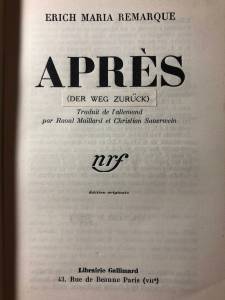 ERICH MARIA REMARQUE
APRÈS
(DER WEG ZURÜCK)
Traduit de l'allemand
par Raoul Maillard et Christian Sauerwein
nrf
édition originale
Librairie Gallimard
43, Rue de Beaune Paris (VIIe)